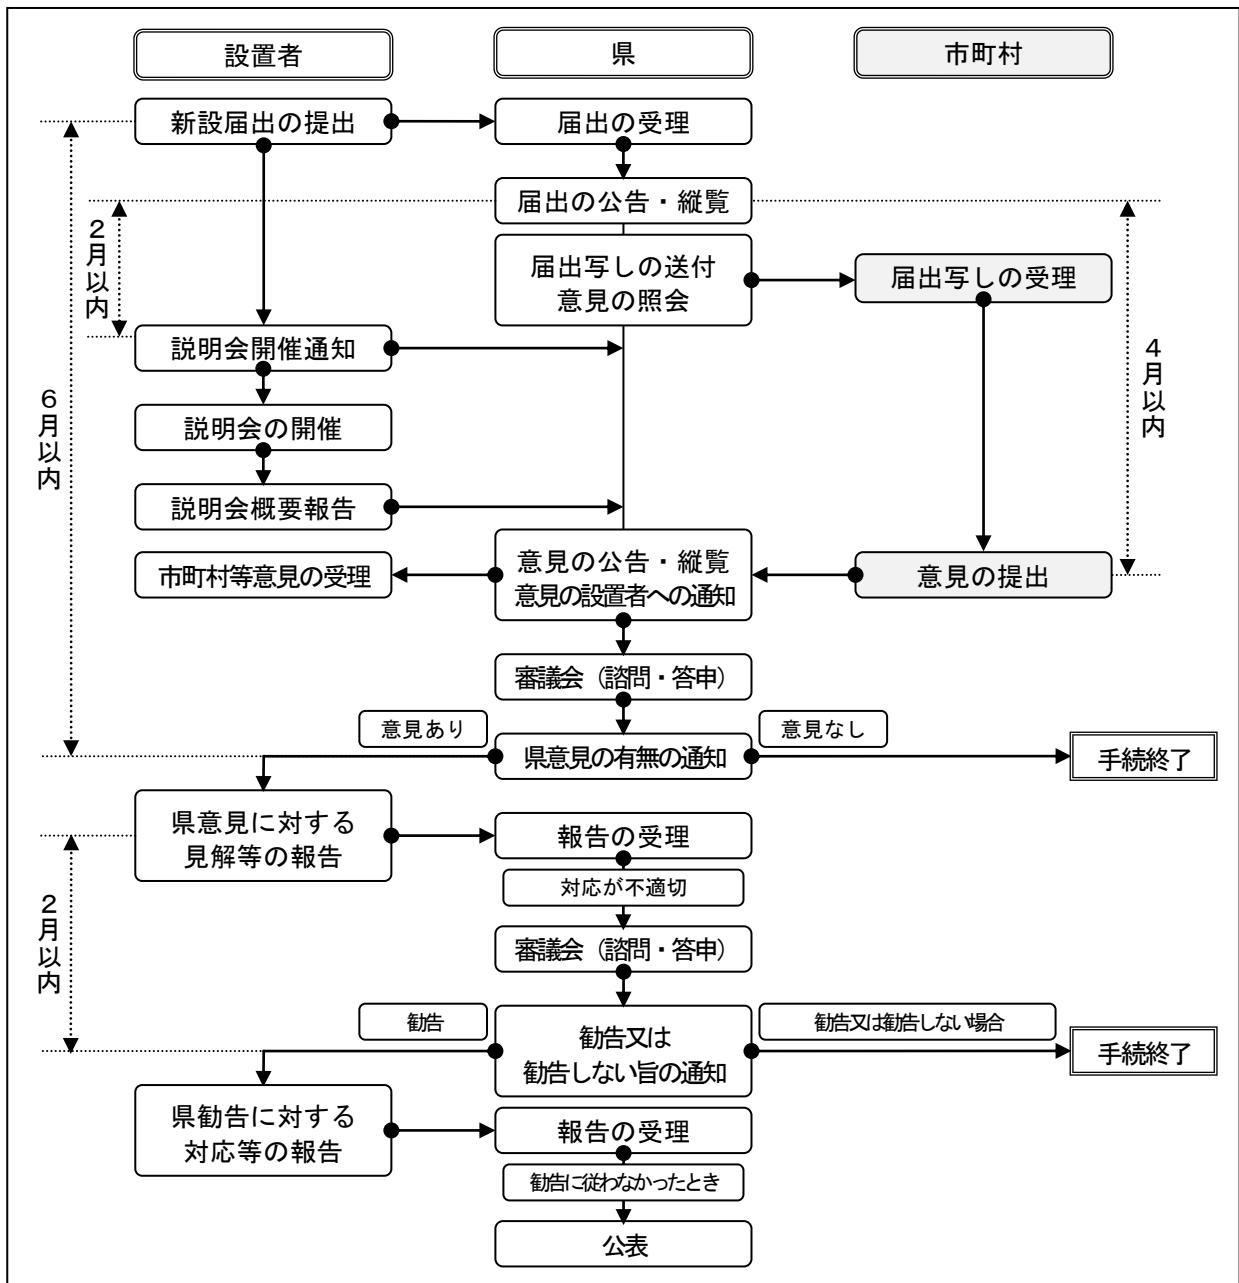 設置者
県
市町村
新設届出の提出
届出の受理
届出の公告・縦覧
2月以内
届出写しの送付
意見の照会
届出写しの受理
説明会開催通知
4月以内
6月以内
説明会の開催
説明会概要報告
市町村等意見の受理
意見の公告・縦覧
意見の設置者への通知
意見の提出
審議会（諮問・答申）
意見あり
意見なし
県意見の有無の通知
手続終了
県意見に対する
見解等の報告
報告の受理
対応が不適切
2月以内
審議会（諮問・答申）
勧告
勧告又は勧告しない場合
勧告又は
勧告しない旨の通知
手続終了
県勧告に対する
対応等の報告
報告の受理
勧告に従わなかったとき
公表